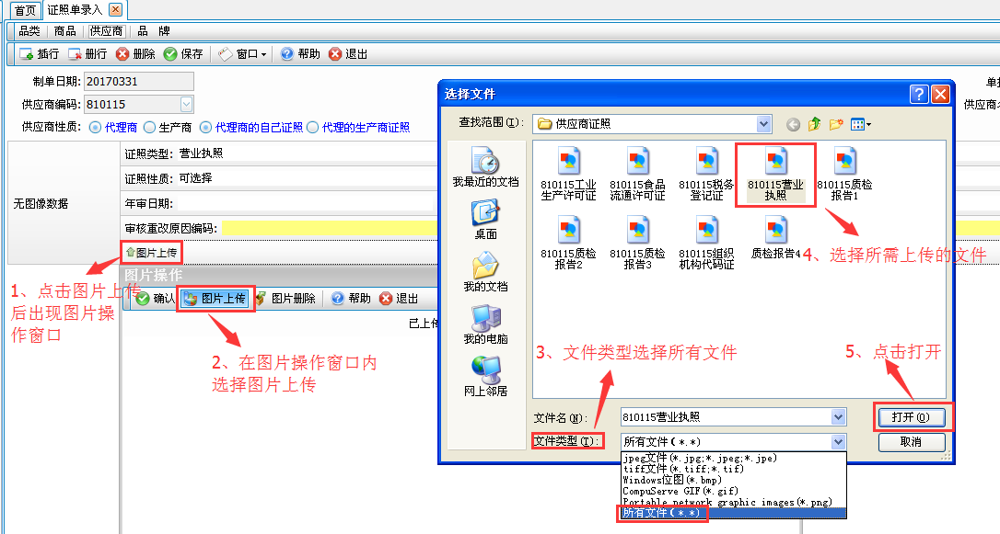 首页 证照单录入
品类 商品 供应商 品 牌
插行 删行 删除 保存 窗口 帮助 退出
制单日期: 20170331
供应商编码: 810115
供应商性质: 代理商 生产商 代理商的自己证照 代理的生产商证照
单据
供应商名
无图像数据
证照类型: 营业执照
证照性质: 可选择
年审日期:
审核重改原因编码:
图片上传
图片操作
确认 图片上传 图片删除 帮助 退出
已上传
1、点击图片上传
后出现图片操
作窗口
2、在图片操作窗口内
选择图片上传
选择文件
查找范围(I): 供应商证照
我最近的文档
桌面
我的文档
我的电脑
网上邻居
810115工业
生产许可证
810115食品
流通许可证
810115税务
登记证
810115营业
执照
810115质检
报告1
810115质检
报告2
810115质检
报告3
810115组织
机构代码证
质检报告4
4、选择所需上传的文件
3、文件类型选择所有文件
5、点击打开
文件名(N): 810115营业执照
打开(O)
文件类型(T): 所有文件(*.*)
取消
jpeg文件(*.jpg;*.jpeg;*.jpe)
tiff文件(*.tiff;*.tif)
Windows位图(*.bmp)
CompuServe GIF(*.gif)
Portable network graphic images(*.png)
所有文件(*.*)